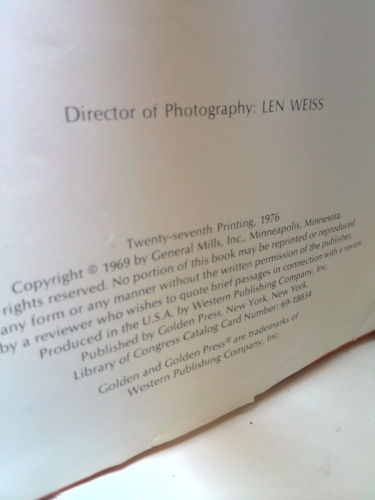 Director of Photography: LEN WEISS
Twenty-seventh Printing, 1976
Copyright © 1969 by General Mills, Inc., Minneapolis, Minnesota.
rights reserved. No portion of this book may be reprinted or reproduced
any form or any manner without the written permission of the publisher,
by a reviewer who wishes to quote brief passages in connection with a review.
Produced in the U.S.A. by Western Publishing Company, Inc.
Published by Golden Press, New York, New York.
Library of Congress Catalog Card Number: 69-18834
Golden and Golden Press® are trademarks of
Western Publishing Company, Inc.